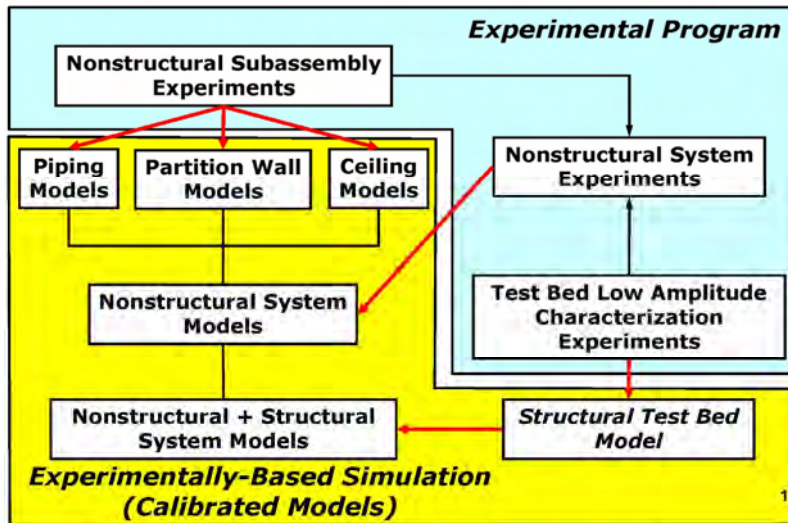 Experimental Program
Nonstructural Subassembly
Experiments
Piping
Models
Partition Wall
Models
Ceiling
Models
Nonstructural System
Experiments
Nonstructural System
Models
Test Bed Low Amplitude
Characterization
Experiments
Nonstructural + Structural
System Models
Structural Test Bed
Model
Experimentally-Based Simulation
(Calibrated Models)
1